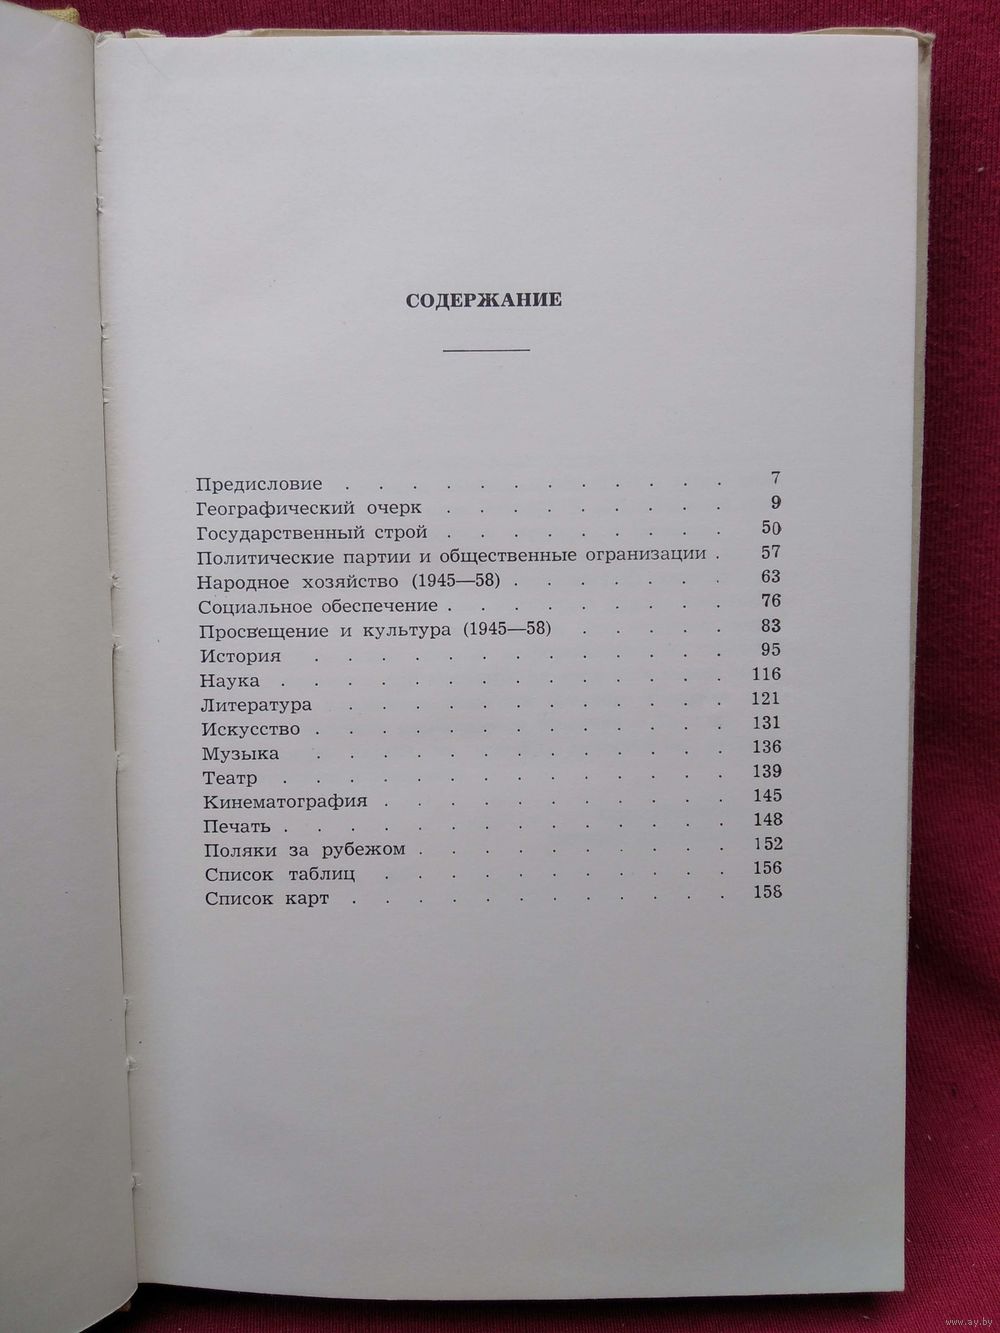 СОДЕРЖАНИЕ
Предисловие . . . . . . . . . . . . 7
Географический очерк . . . . . . . . . 9
Государственный строй . . . . . . . . . 50
Политические партии и общественные огранизации . 57
Народное хозяйство (1945—58) . . . . . . . 63
Социальное обеспечение . . . . . . . . . 76
Просвещение и культура (1945—58) . . . . . 83
История . . . . . . . . . . . . . 95
Наука . . . . . . . . . . . . . . 116
Литература . . . . . . . . . . . . 121
Искусство . . . . . . . . . . . . . 131
Музыка . . . . . . . . . . . . . 136
Театр . . . . . . . . . . . . . . 139
Кинематография . . . . . . . . . . . 145
Печать . . . . . . . . . . . . . . 148
Поляки за рубежом . . . . . . . . . . 152
Список таблиц . . . . . . . . . . . 156
Список карт . . . . . . . . . . . . 158
www.ay.by